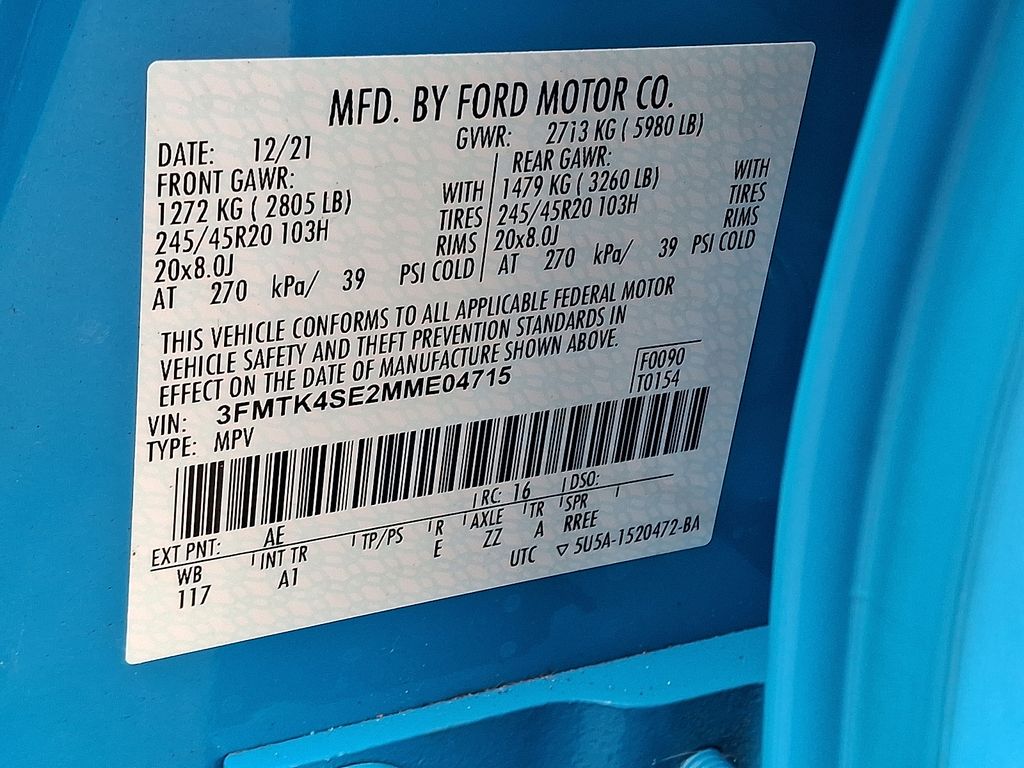 MFD. BY FORD MOTOR CO.
DATE: 12/21 GVWR: 2713 KG ( 5980 LB)
FRONT GAWR: REAR GAWR:
1272 KG ( 2805 LB) WITH 1479 KG ( 3260 LB) WITH
245/45R20 103H TIRES 245/45R20 103H TIRES
20x8.0J RIMS 20x8.0J RIMS
AT 270 kPa/ 39 PSI COLD AT 270 kPa/ 39 PSI COLD
THIS VEHICLE CONFORMS TO ALL APPLICABLE FEDERAL MOTOR
VEHICLE SAFETY AND THEFT PREVENTION STANDARDS IN
EFFECT ON THE DATE OF MANUFACTURE SHOWN ABOVE.
VIN: 3FMTK4SE2MME04715 F0090
TYPE: MPV T0154
EXT PNT: AE RC: 16 DSO:
WB INT TR TP/PS R AXLE TR SPR
117 A1 E ZZ A RREE
UTC ▽ 5U5A-1520472-BA